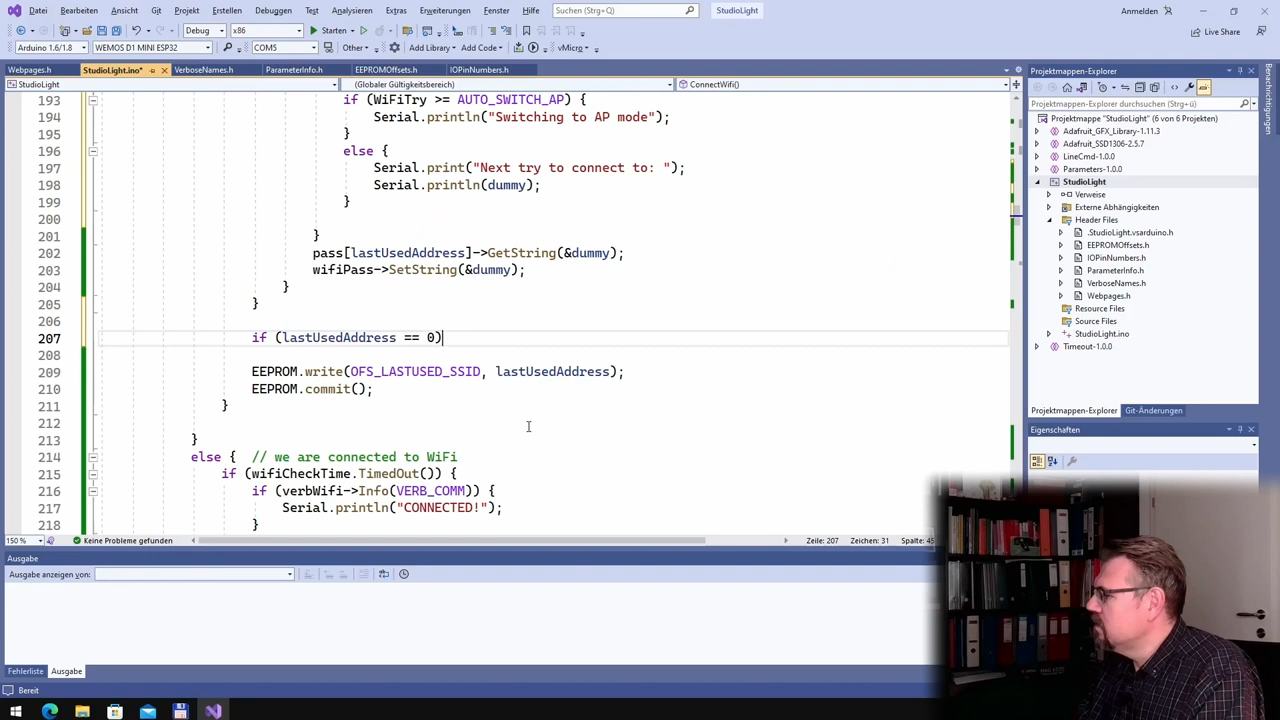 Datei Bearbeiten Ansicht Git Projekt Erstellen Debuggen Test Analysieren Extras Erweiterungen Fenster Hilfe Suchen (Strg+Q) StudioLight Anmelden
Debug x86 Starten Live Share
Arduino 1.6/1.8 WEMOS D1 MINI ESP32 COM5 Other Add Library Add Code vMicro
Webpages.h StudioLight.ino* VerboseNames.h ParameterInfo.h EEPROMOffsets.h IOPinNumbers.h
StudioLight (Globaler Gültigkeitsbereich) ConnectWifi()
193 if (WiFiTry >= AUTO_SWITCH_AP) {
194 Serial.println("Switching to AP mode");
195 }
196 else {
197 Serial.print("Next try to connect to: ");
198 Serial.println(dummy);
199 }
200
201 }
202 pass[lastUsedAddress]->GetString(&dummy);
203 wifiPass->SetString(&dummy);
204 }
205 }
206
207 if (lastUsedAddress == 0)
208
209 EEPROM.write(OFS_LASTUSED_SSID, lastUsedAddress);
210 EEPROM.commit();
211 }
212
213 }
214 else { // we are connected to WiFi
215 if (wifiCheckTime.TimedOut()) {
216 if (verbWifi->Info(VERB_COMM)) {
217 Serial.println("CONNECTED!");
218 }
150 % Keine Probleme gefunden Zeile: 207 Zeichen: 31 Spalte: 45
Ausgabe
Ausgabe anzeigen von:
Fehlerliste Ausgabe
Bereit
Projektmappen-Explorer
Projektmappen-Explorer durchsuchen (Strg+ü)
Projektmappe "StudioLight" (6 von 6 Projekten)
Adafruit_GFX_Library-1.11.3
Adafruit_SSD1306-2.5.7
LineCmd-1.0.0
Parameters-1.0.0
StudioLight
Verweise
Externe Abhängigkeiten
Header Files
.StudioLight.vsarduino.h
EEPROMOffsets.h
IOPinNumbers.h
ParameterInfo.h
VerboseNames.h
Webpages.h
Resource Files
Source Files
StudioLight.ino
Timeout-1.0.0
Projektmappen-Explorer Git-Änderungen
Eigenschaften
Benachrichtigungen